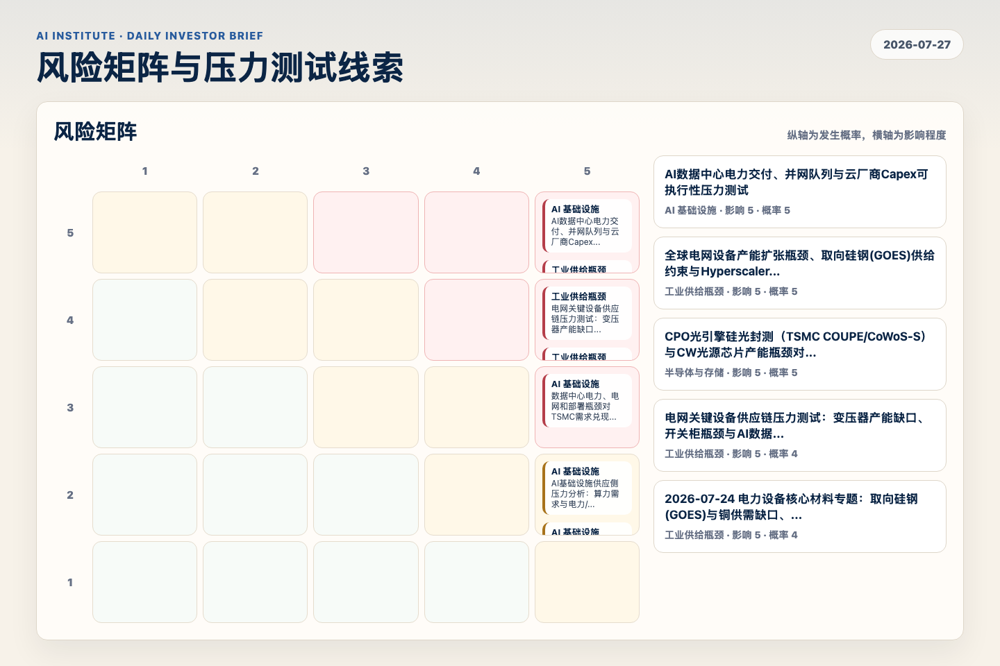 AI INSTITUTE · DAILY INVESTOR BRIEF
风险矩阵与压力测试线索
2026-07-27
风险矩阵
纵轴为发生概率，横轴为影响程度
1
2
3
4
5
5
AI 基础设施
AI数据中心电力交
付、并网队列与云
厂商Capex...
工业供给瓶颈
4
工业供给瓶颈
电网关键设备供应
链压力测试：变压
器产能缺口...
工业供给瓶颈
3
AI 基础设施
数据中心电力、电
网和部署瓶颈对
TSMC需求兑现...
2
AI 基础设施
AI基础设施供应侧
压力分析：算力需
求与电力/...
AI 基础设施
1
AI数据中心电力交付、并网队列与云厂商Capex可
执行性压力测试
AI 基础设施 · 影响 5 · 概率 5
全球电网设备产能扩张瓶颈、取向硅钢(GOES)供给
约束与Hyperscaler...
工业供给瓶颈 · 影响 5 · 概率 5
CPO光引擎硅光封测（TSMC COUPE/CoWoS-S）
与CW光源芯片产能瓶颈对...
半导体与存储 · 影响 5 · 概率 5
电网关键设备供应链压力测试：变压器产能缺口、
开关柜瓶颈与AI数据...
工业供给瓶颈 · 影响 5 · 概率 4
2026-07-24 电力设备核心材料专题：取向硅钢
(GOES)与铜供需缺口、...
工业供给瓶颈 · 影响 5 · 概率 4